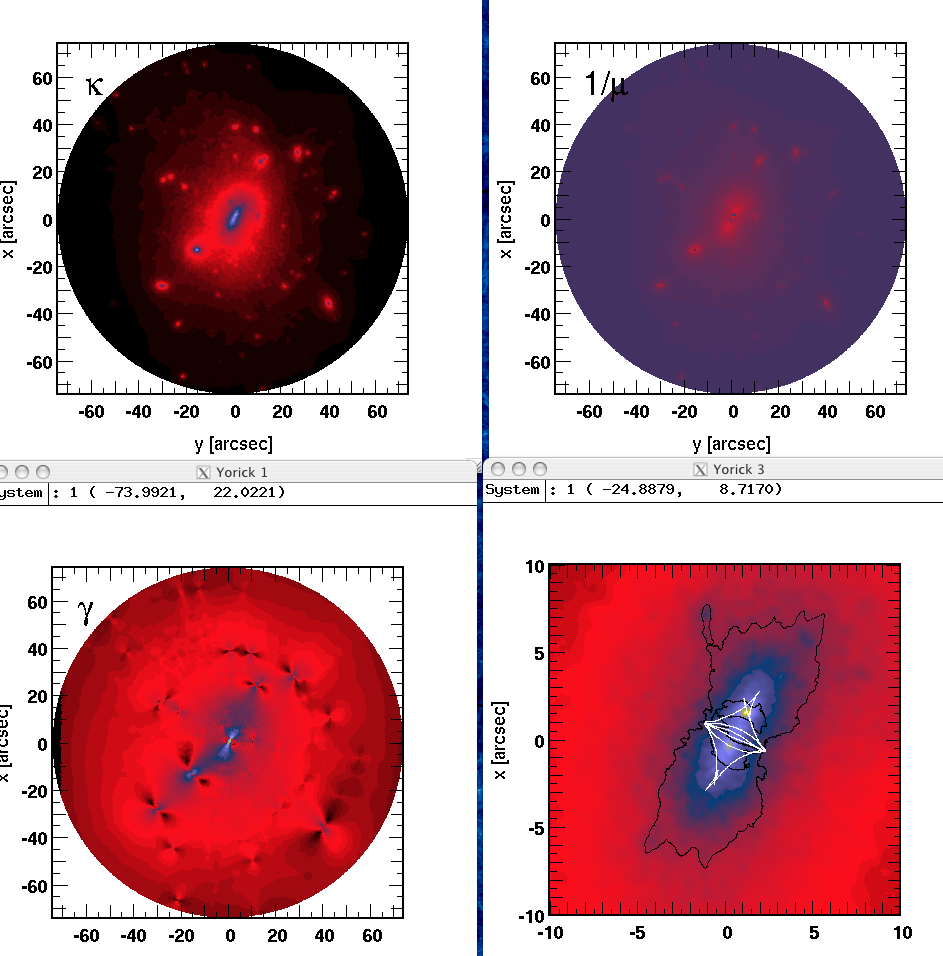 κ
60
40
20
0
-20
-40
-60
x [arcsec]
-60 -40 -20 0 20 40 60
y [arcsec]
1/μ
60
40
20
0
-20
-40
-60
x [arcsec]
-60 -40 -20 0 20 40 60
y [arcsec]
X Yorick 1
ystem : 1 ( -73.9921, 22.0221)
γ
60
40
20
0
-20
-40
-60
x [arcsec]
-60 -40 -20 0 20 40 60
X Yorick 3
System : 1 ( -24.8879, 8.7170)
10
5
0
-5
-10
x [arcsec]
-10 -5 0 5 10